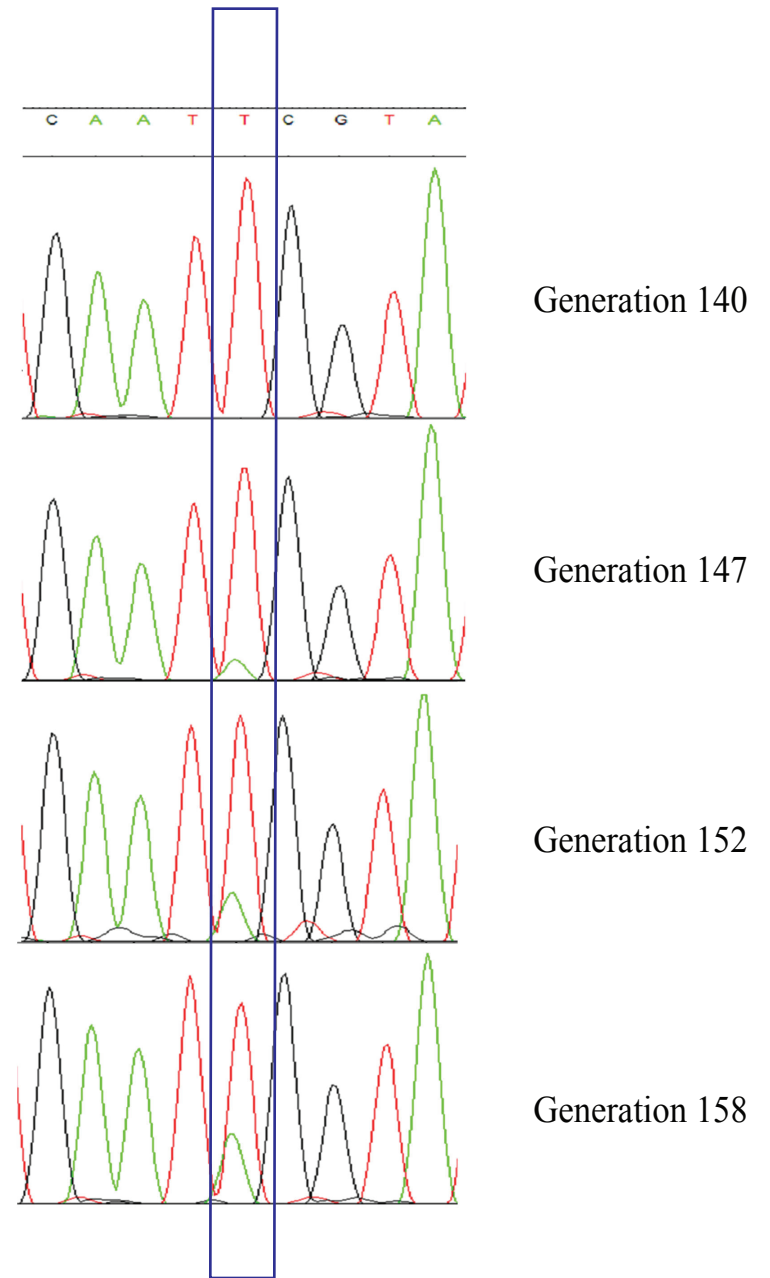 C A A T T C G T A
Generation 140
Generation 147
Generation 152
Generation 158